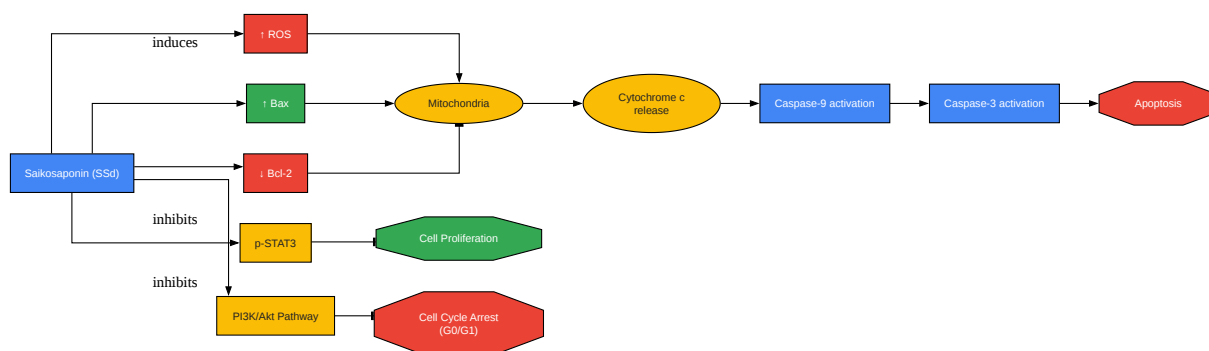 ↑ ROS
induces
↑ Bax
Mitochondria
Cytochrome c
release
Caspase-9 activation
Caspase-3 activation
Apoptosis
Saikosaponin (SSd)
↓ Bcl-2
inhibits
p-STAT3
Cell Proliferation
inhibits
PI3K/Akt Pathway
Cell Cycle Arrest
(G0/G1)